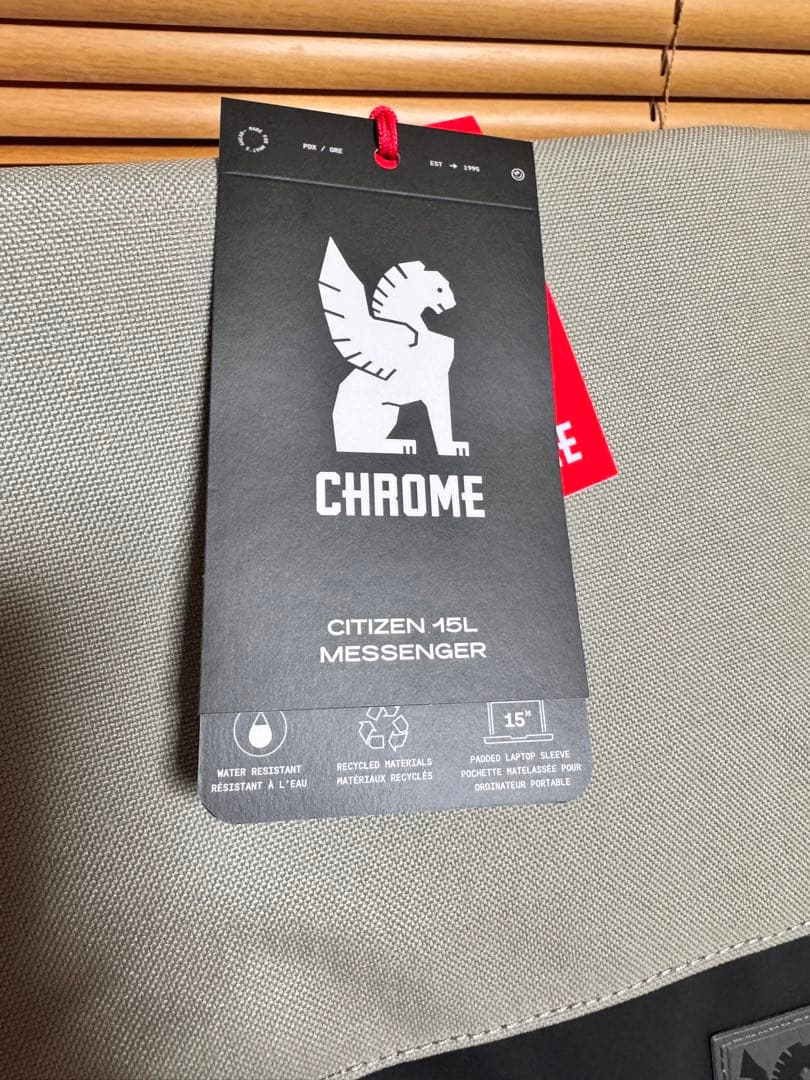 PDX / ORE
EST → 1995
CHROME
CITIZEN 15L
MESSENGER
15"
WATER RESISTANT
RÉSISTANT À L'EAU
RECYCLED MATERIALS
MATÉRIAUX RECYCLÉS
PADDED LAPTOP SLEEVE
POCHETTE MATELASSÉE POUR
ORDINATEUR PORTABLE